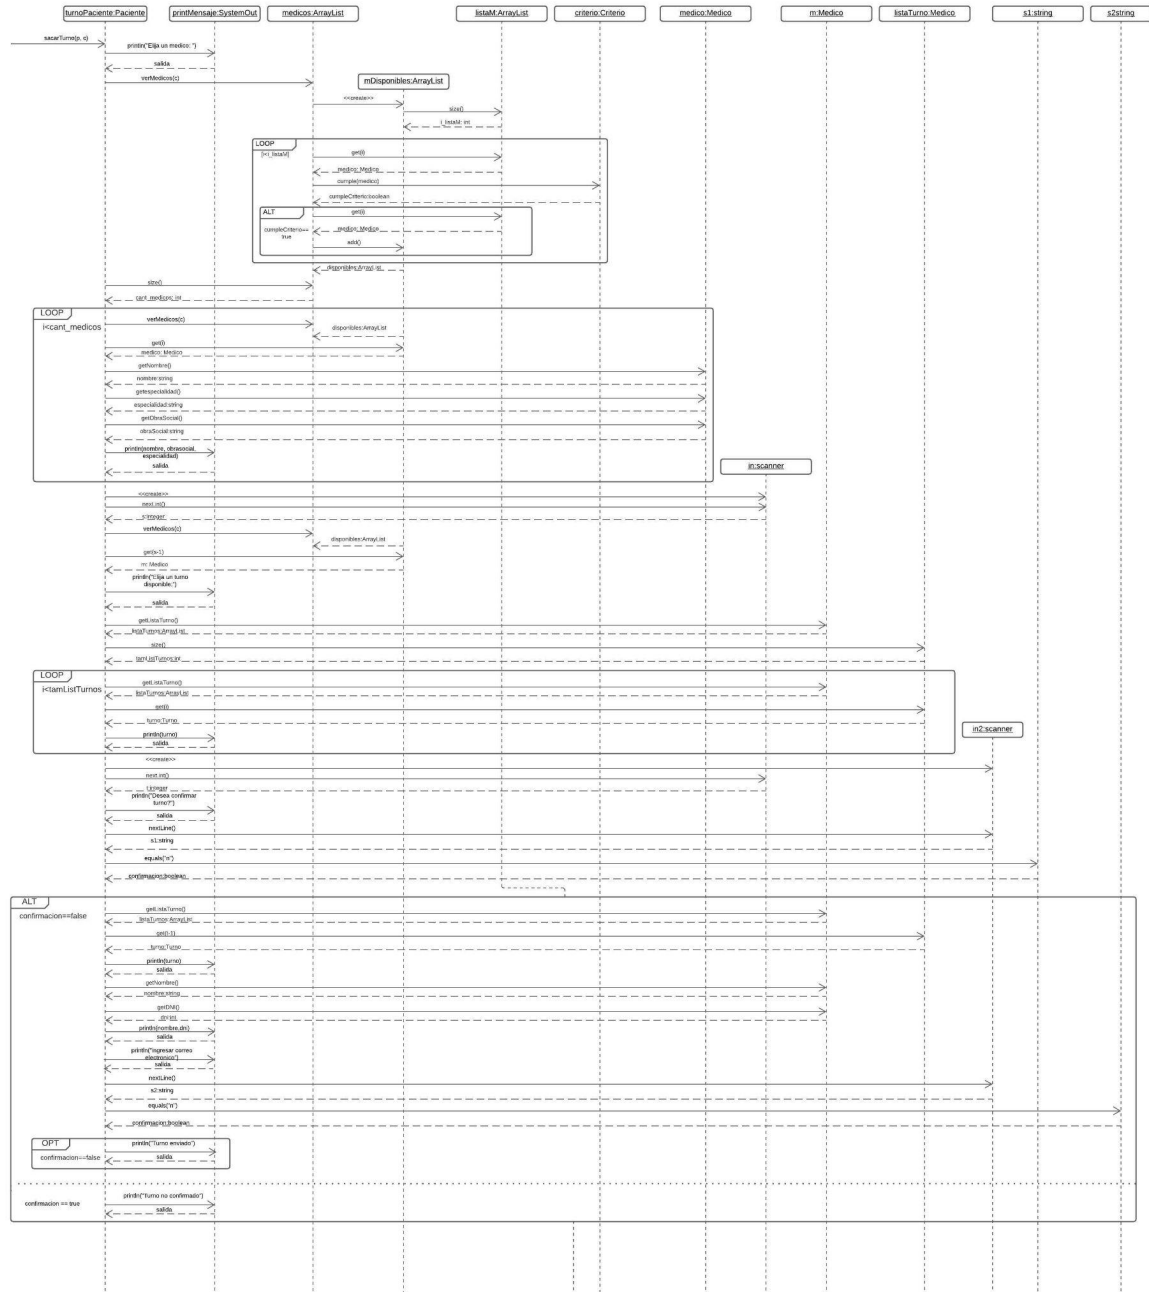 turnoPaciente:Paciente
printMensaje:SystemOut
medicos:ArrayList
listaM:ArrayList
criterio:Criterio
medico:Medico
m:Medico
listaTurno:Medico
s1:string
s2string
sacarTurno(p, c)
println("Elija un medico: ")
salida
verMedicos(c)
mDisponibles:ArrayList
<<create>>
size()
i_listaM: int
LOOP
[i<i_listaM]
get(i)
medico: Medico
cumple(medico)
cumpleCriterio:boolean
ALT
cumpleCriterio==
true
get(i)
medico: Medico
add()
disponibles:ArrayList
size()
cant_medicos: int
LOOP
i<cant_medicos
verMedicos(c)
disponibles:ArrayList
get(i)
medico: Medico
getNombre()
nombre:string
getespecialidad()
especialidad:string
getObraSocial()
obraSocial:string
println(nombre, obrasocial,
especialidad)
salida
in:scanner
<<create>>
next.int()
s:integer
verMedicos(c)
disponibles:ArrayList
get(s-1)
m: Medico
println("Elija un turno
disponible:")
salida
getListaTurno()
listaTurnos:ArrayList
size()
tamListTurnos:int
LOOP
i<tamListTurnos
getListaTurno()
listaTurnos:ArrayList
get(i)
turno:Turno
println(turno)
salida
in2:scanner
<<create>>
next.int()
t:integer
println("Desea confirmar
turno?")
salida
nextLine()
s1:string
equals("n")
confirmacion:boolean
ALT
confirmacion==false
getListaTurno()
listaTurnos:ArrayList
get(t-1)
turno:Turno
println(turno)
salida
getNombre()
nombre:string
getDNI()
dni:int
println(nombre,dni)
salida
println("ingresar correo
electronico")
salida
nextLine()
s2:string
equals("n")
confirmacion:boolean
OPT
confirmacion==false
println("Turno enviado")
salida
confirmacion == true
println("Turno no confirmado")
salida